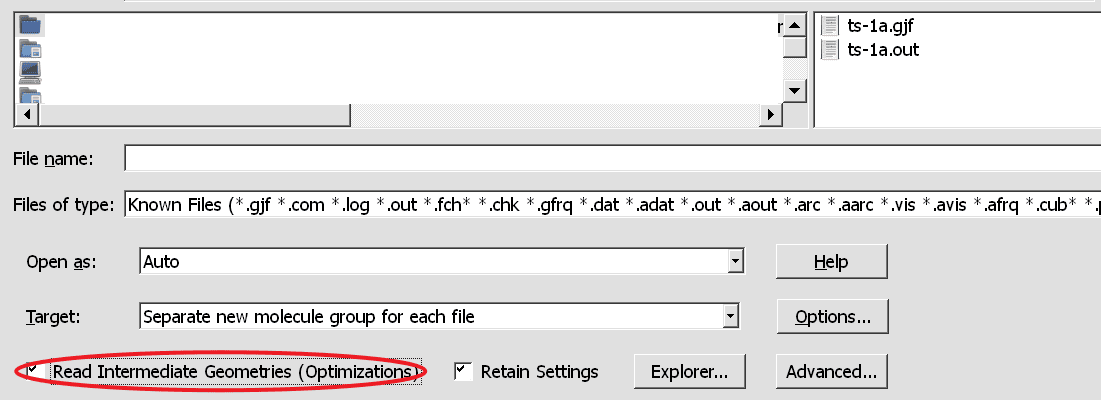 ts-1a.gjf
ts-1a.out
File name:
Files of type: Known Files (*.gjf *.com *.log *.out *.fch* *.chk *.gfrq *.dat *.adat *.out *.aout *.arc *.aarc *.vis *.avis *.afrq *.cub*
Open as: Auto Help
Target: Separate new molecule group for each file Options...
Read Intermediate Geometries (Optimizations) Retain Settings Explorer... Advanced...